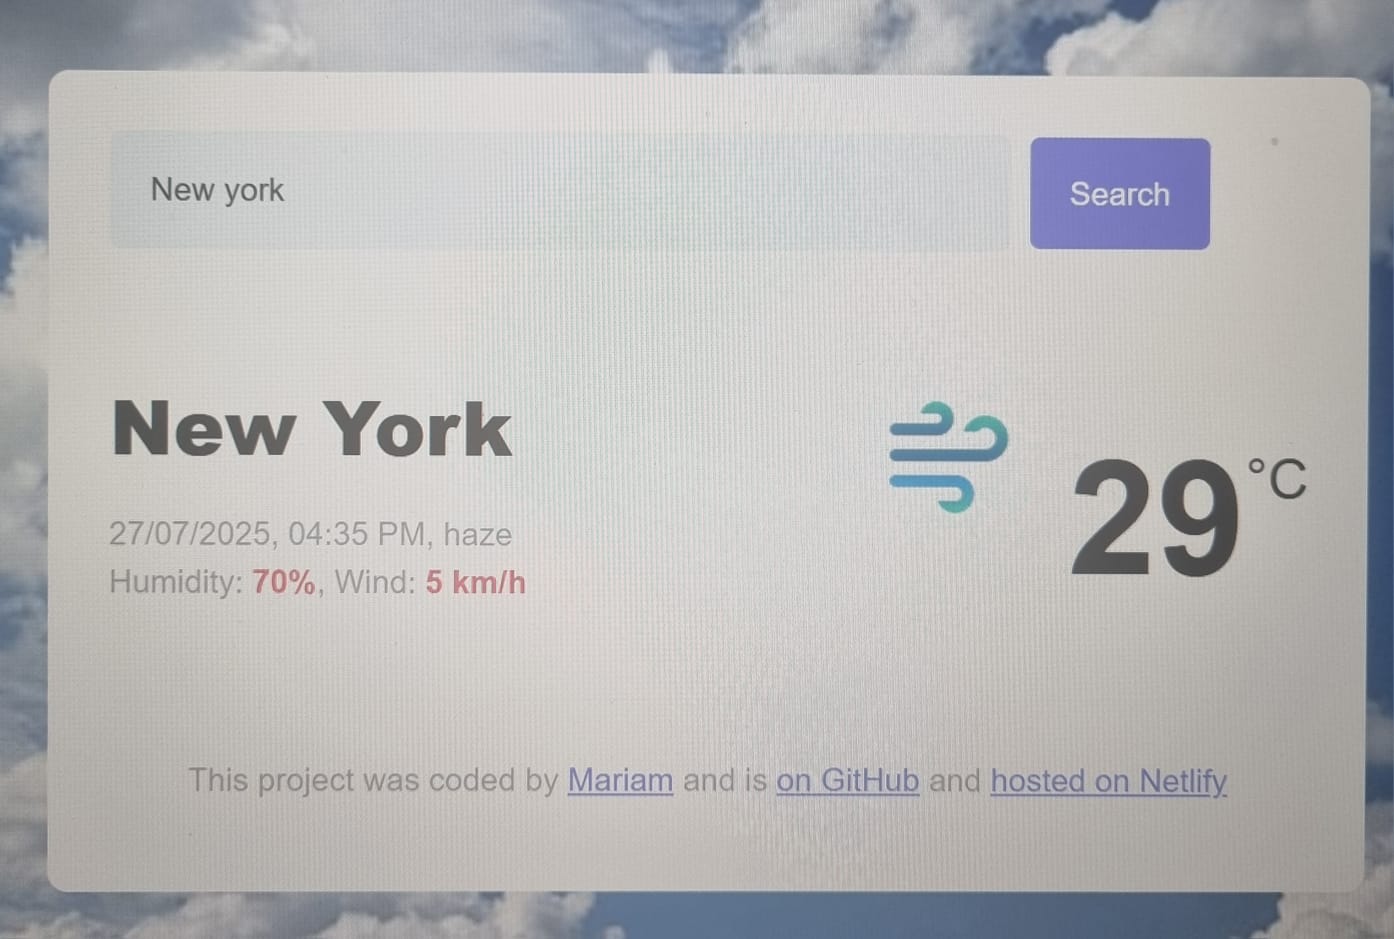 New york
Search
New York
29°C
27/07/2025, 04:35 PM, haze
Humidity: 70%, Wind: 5 km/h
This project was coded by Mariam and is on GitHub and hosted on Netlify